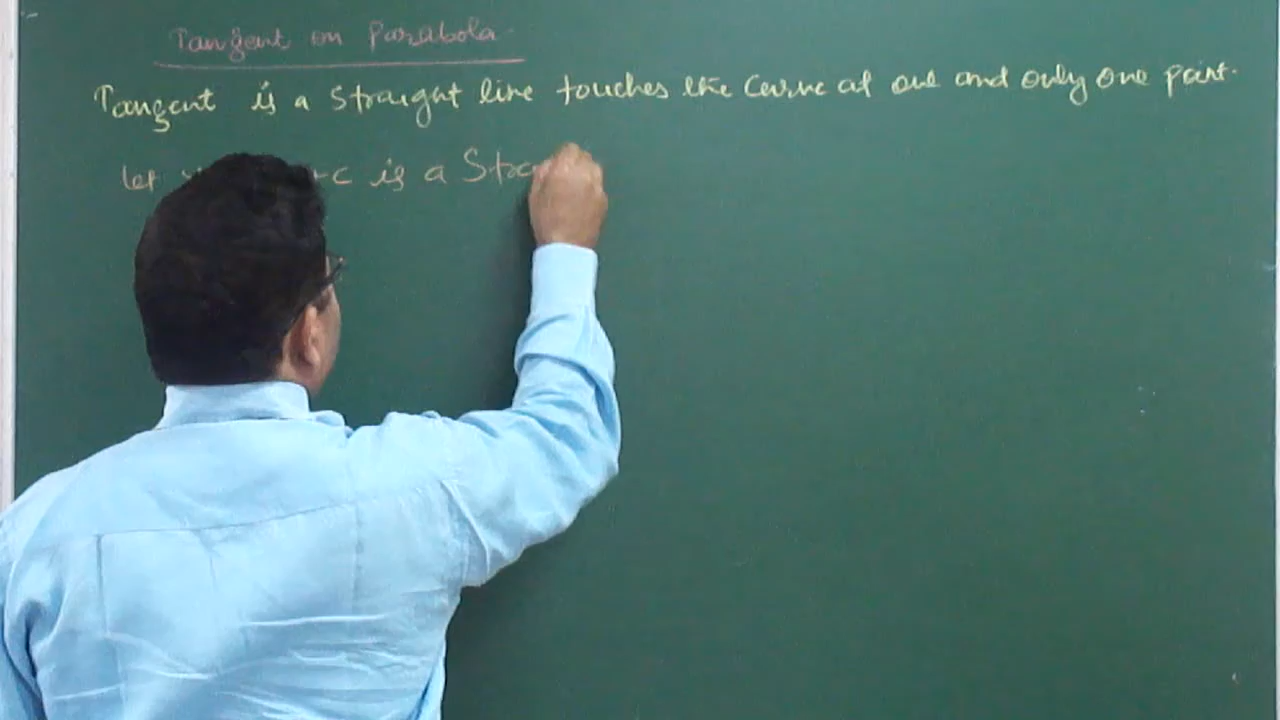 Tangent on Parabola
Tangent is a straight line touches the curve at one and only one point.
let +c is a Stra